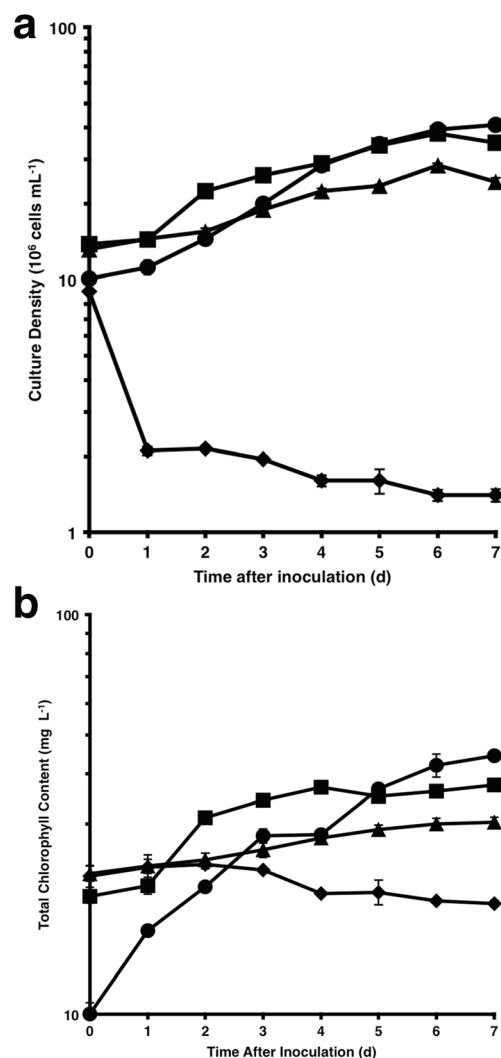 a
100
10
1
Culture Density (10⁶ cells mL⁻¹)
0 1 2 3 4 5 6 7
Time after inoculation (d)
b
100
10
Total Chlorophyll Content (mg L⁻¹)
0 1 2 3 4 5 6 7
Time After Inoculation (d)